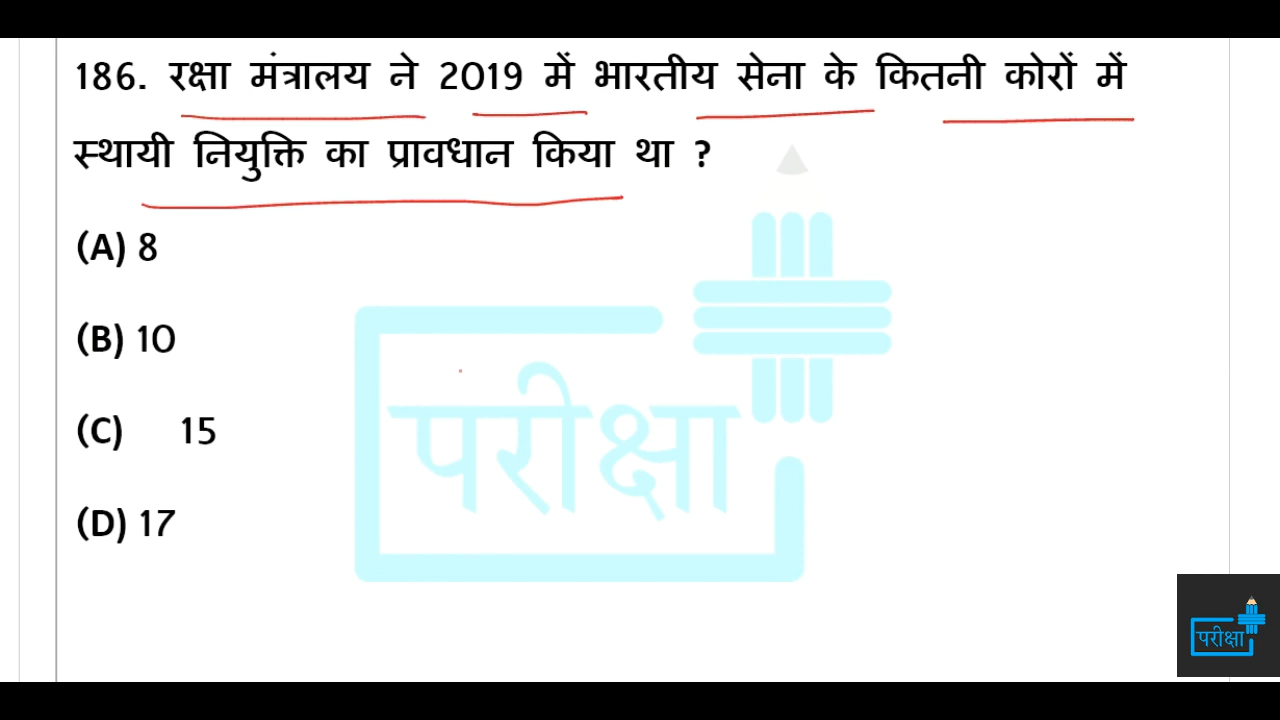 186. रक्षा मंत्रालय ने 2019 में भारतीय सेना के कितनी कोरों में
स्थायी नियुक्ति का प्रावधान किया था ?
(A) 8
(B) 10
(C) 15
(D) 17
परीक्षा
परीक्षा